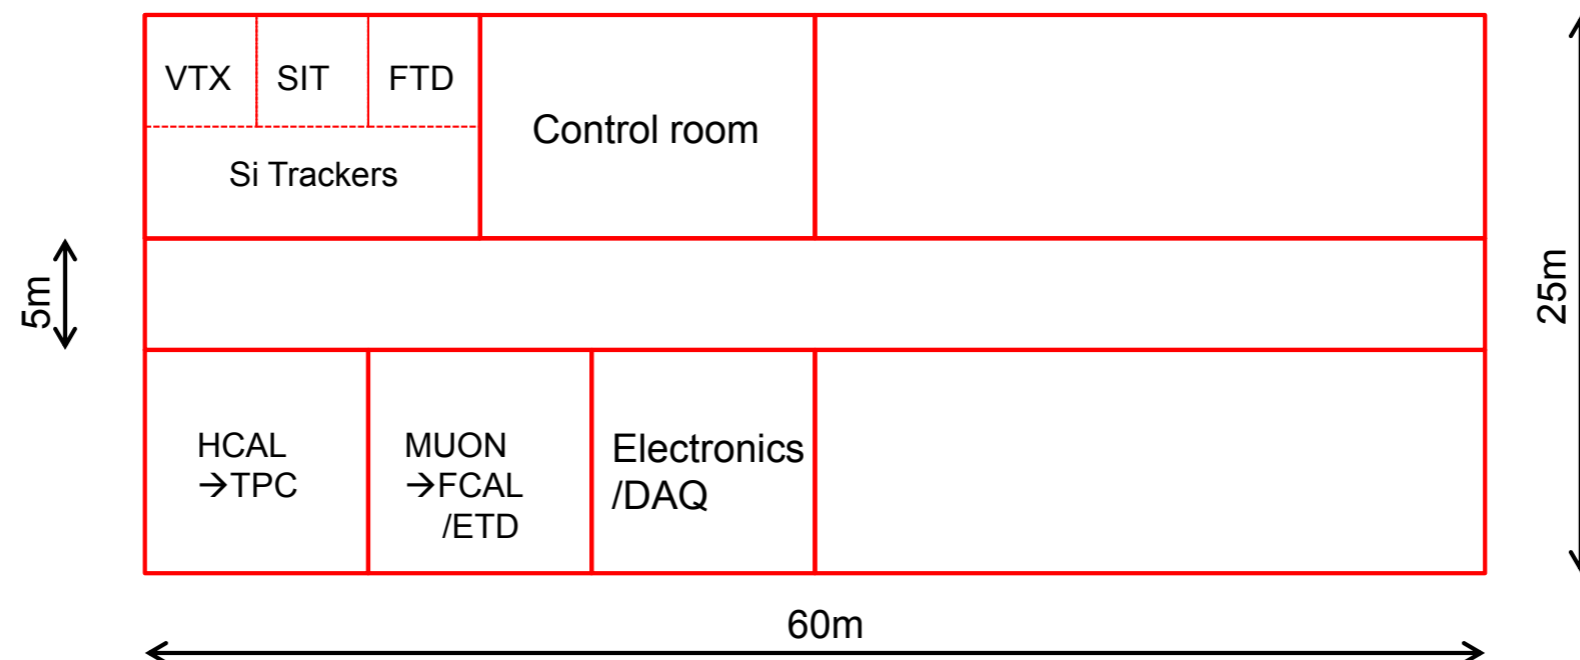 VTX
SIT
FTD
Control room
Si Trackers
5m
25m
HCAL
→TPC
MUON
→FCAL
/ETD
Electronics
/DAQ
60m